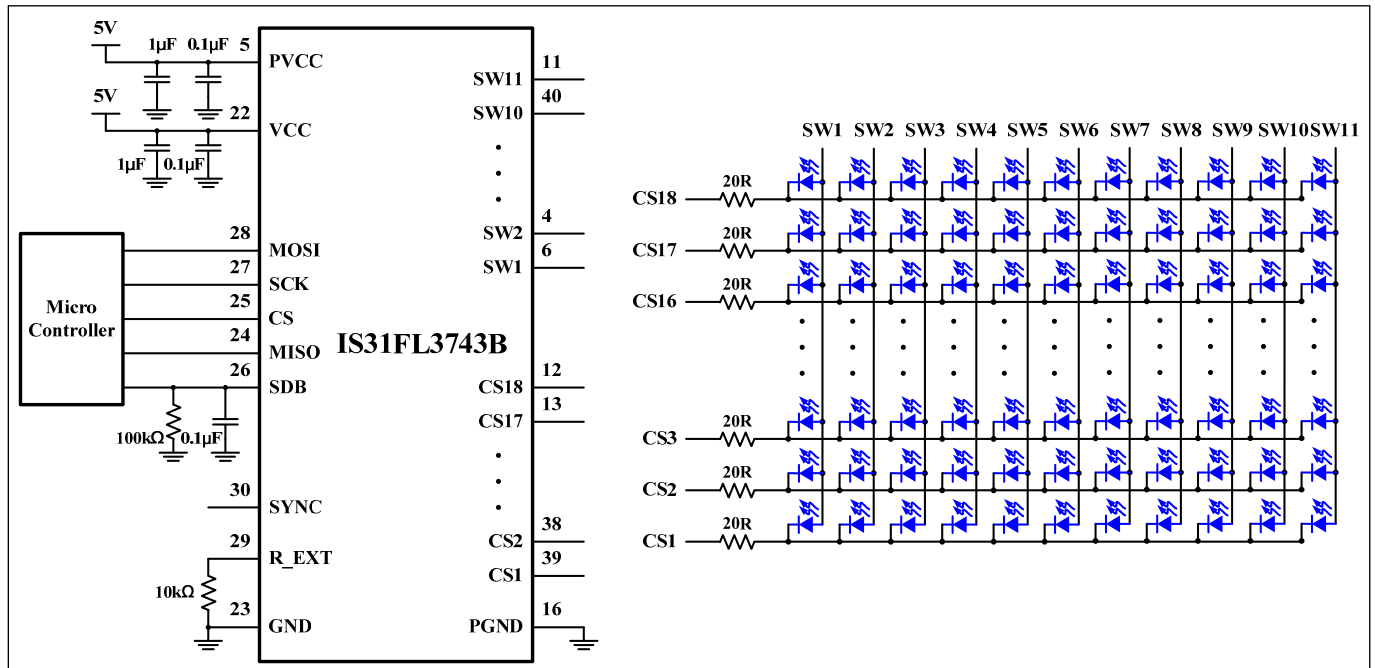 5V
1µF 0.1µF
5
PVCC
5V
22
VCC
1µF 0.1µF
Micro
Controller
28
MOSI
27
SCK
25
CS
24
MISO
26
SDB
100kΩ 0.1µF
30
SYNC
29
R_EXT
10kΩ
23
GND
IS31FL3743B
11
SW11
40
SW10
4
SW2
6
SW1
12
CS18
13
CS17
38
CS2
39
CS1
16
PGND
SW1 SW2 SW3 SW4 SW5 SW6 SW7 SW8 SW9 SW10 SW11
20R
CS18
20R
CS17
20R
CS16
20R
CS3
20R
CS2
20R
CS1